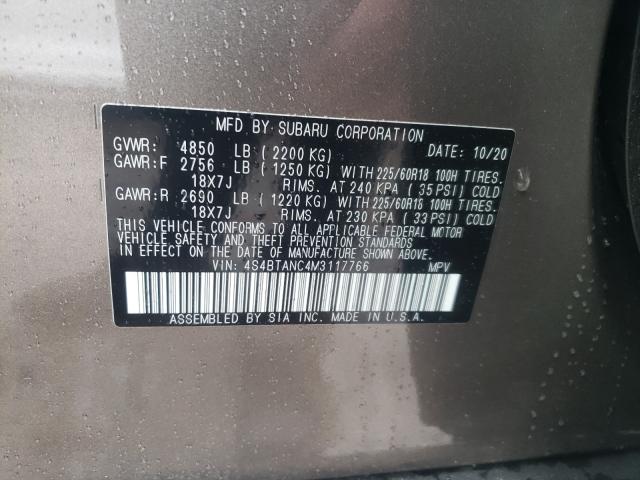 MFD BY SUBARU CORPORATION
GVWR: 4850 LB ( 2200 KG) DATE: 10/20
GAWR:F 2756 LB ( 1250 KG) WITH 225/60R18 100H TIRES.
18X7J RIMS. AT 240 KPA ( 35 PSI) COLD
GAWR:R 2690 LB ( 1220 KG) WITH 225/60R18 100H TIRES.
18X7J RIMS. AT 230 KPA ( 33 PSI) COLD
THIS VEHICLE CONFORMS TO ALL APPLICABLE FEDERAL MOTOR
VEHICLE SAFETY AND THEFT PREVENTION STANDARDS
IN EFFECT ON THE DATE OF MANUFACTURE SHOWN ABOVE.
VIN: 4S4BTANC4M3117766 MPV
ASSEMBLED BY SIA INC. MADE IN U.S.A.